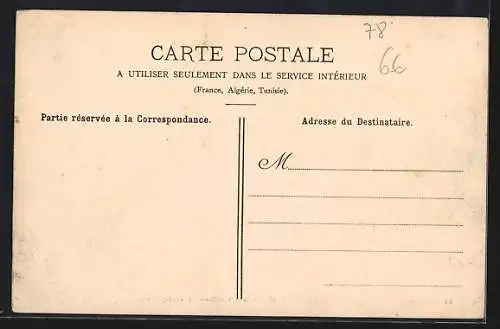 78
66
CARTE POSTALE
A UTILISER SEULEMENT DANS LE SERVICE INTÉRIEUR
(France, Algérie, Tunisie).
Partie réservée à la Correspondance.
Adresse du Destinataire.
M